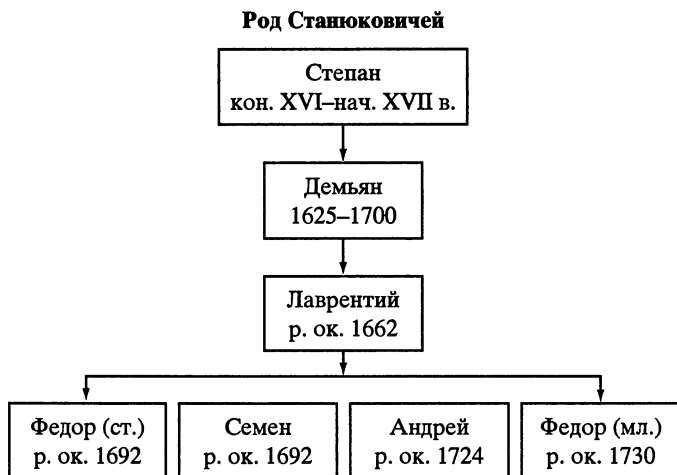 Род Станюковичей
Степан
кон. XVI–нач. XVII в.
Демьян
1625–1700
Лаврентий
р. ок. 1662
Федор (ст.)
р. ок. 1692
Семен
р. ок. 1692
Андрей
р. ок. 1724
Федор (мл.)
р. ок. 1730